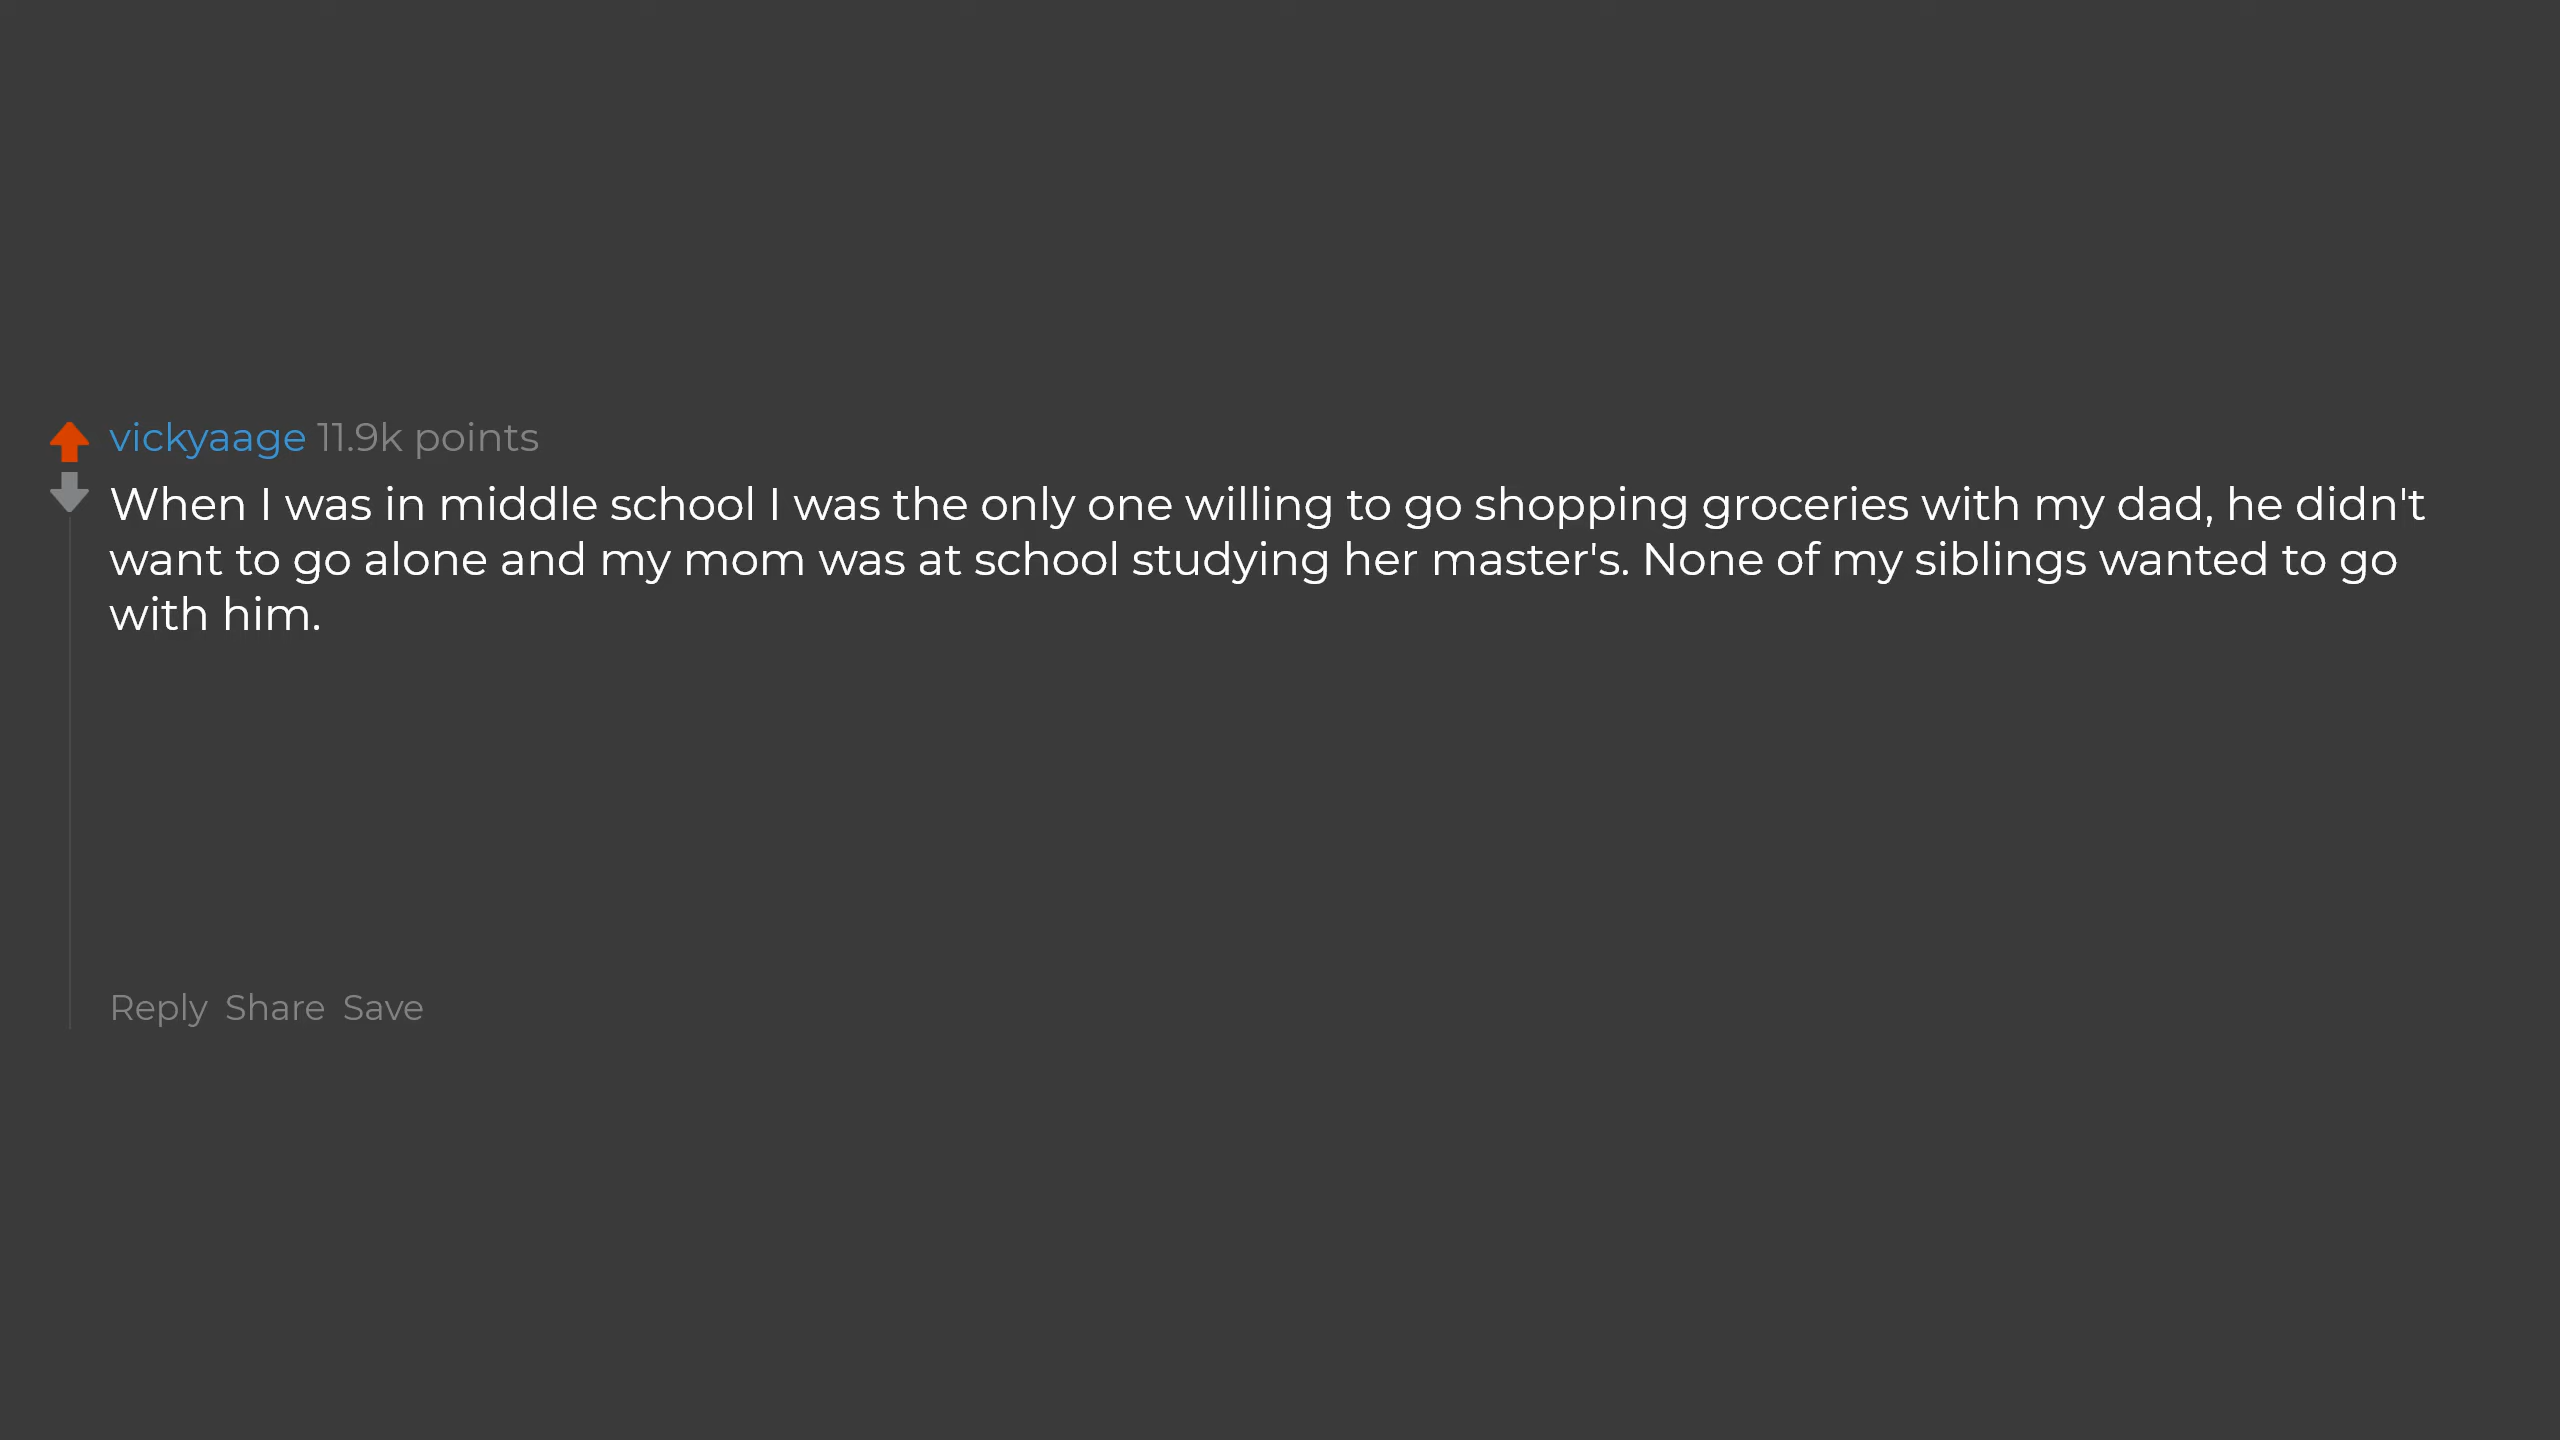 vickyaage 11.9k points
When I was in middle school I was the only one willing to go shopping groceries with my dad, he didn't
want to go alone and my mom was at school studying her master's. None of my siblings wanted to go
with him.
Reply Share Save